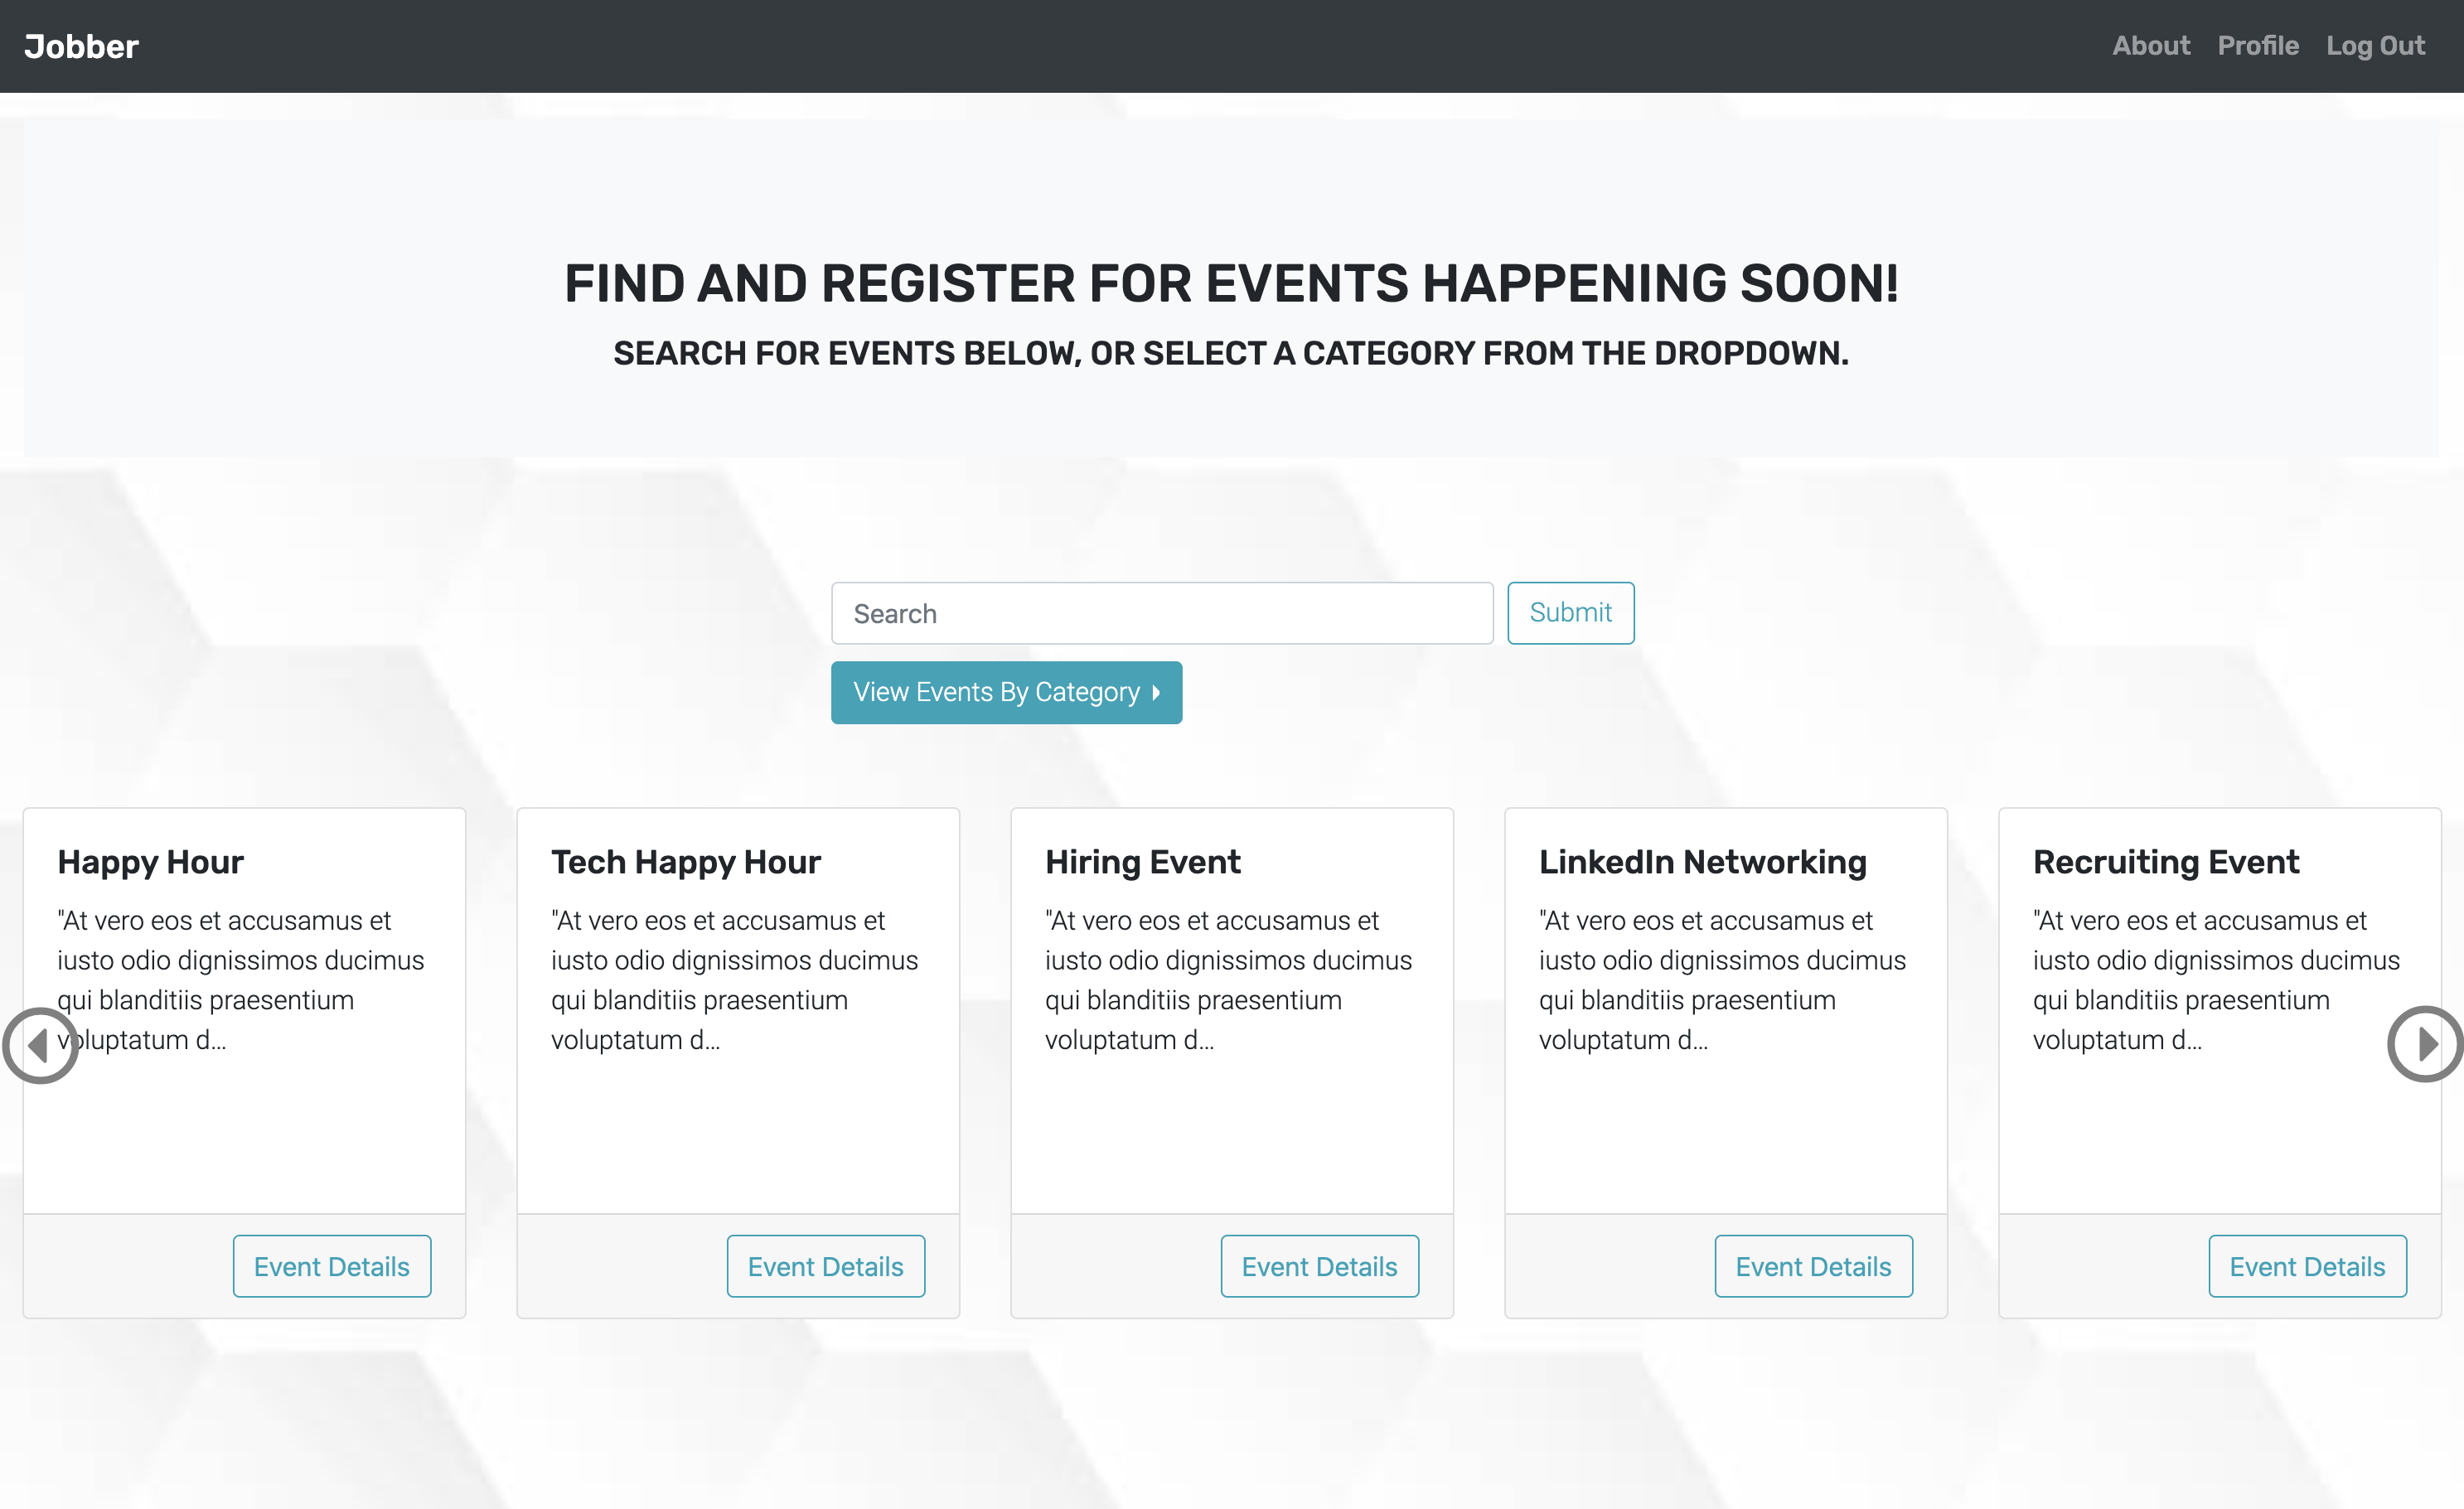 Jobber
About Profile Log Out
FIND AND REGISTER FOR EVENTS HAPPENING SOON!
SEARCH FOR EVENTS BELOW, OR SELECT A CATEGORY FROM THE DROPDOWN.
Search
Submit
View Events By Category
Happy Hour
"At vero eos et accusamus et
iusto odio dignissimos ducimus
qui blanditiis praesentium
voluptatum d...
Event Details
Tech Happy Hour
"At vero eos et accusamus et
iusto odio dignissimos ducimus
qui blanditiis praesentium
voluptatum d...
Event Details
Hiring Event
"At vero eos et accusamus et
iusto odio dignissimos ducimus
qui blanditiis praesentium
voluptatum d...
Event Details
LinkedIn Networking
"At vero eos et accusamus et
iusto odio dignissimos ducimus
qui blanditiis praesentium
voluptatum d...
Event Details
Recruiting Event
"At vero eos et accusamus et
iusto odio dignissimos ducimus
qui blanditiis praesentium
voluptatum d...
Event Details